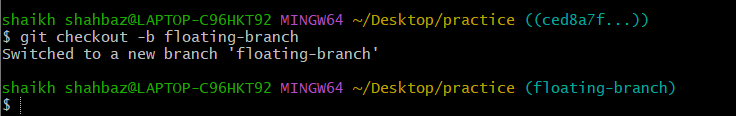 shaikh shahbaz@LAPTOP-C96HKT92 MINGW64 ~/Desktop/practice ((ced8a7f...))
$ git checkout -b floating-branch
Switched to a new branch 'floating-branch'
shaikh shahbaz@LAPTOP-C96HKT92 MINGW64 ~/Desktop/practice (floating-branch)
$